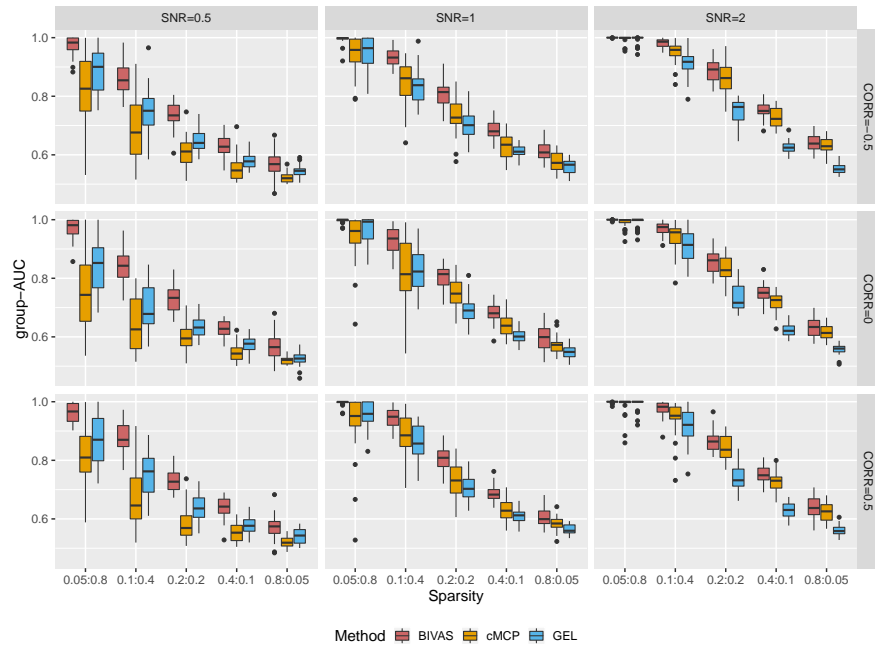 SNR=0.5 SNR=1 SNR=2
1.0
0.8
0.6
CORR=−0.5
1.0
0.8
0.6
CORR=0
1.0
0.8
0.6
CORR=0.5
group−AUC
0.05:0.8 0.1:0.4 0.2:0.2 0.4:0.1 0.8:0.05 0.05:0.8 0.1:0.4 0.2:0.2 0.4:0.1 0.8:0.05 0.05:0.8 0.1:0.4 0.2:0.2 0.4:0.1 0.8:0.05
Sparsity
Method BIVAS cMCP GEL